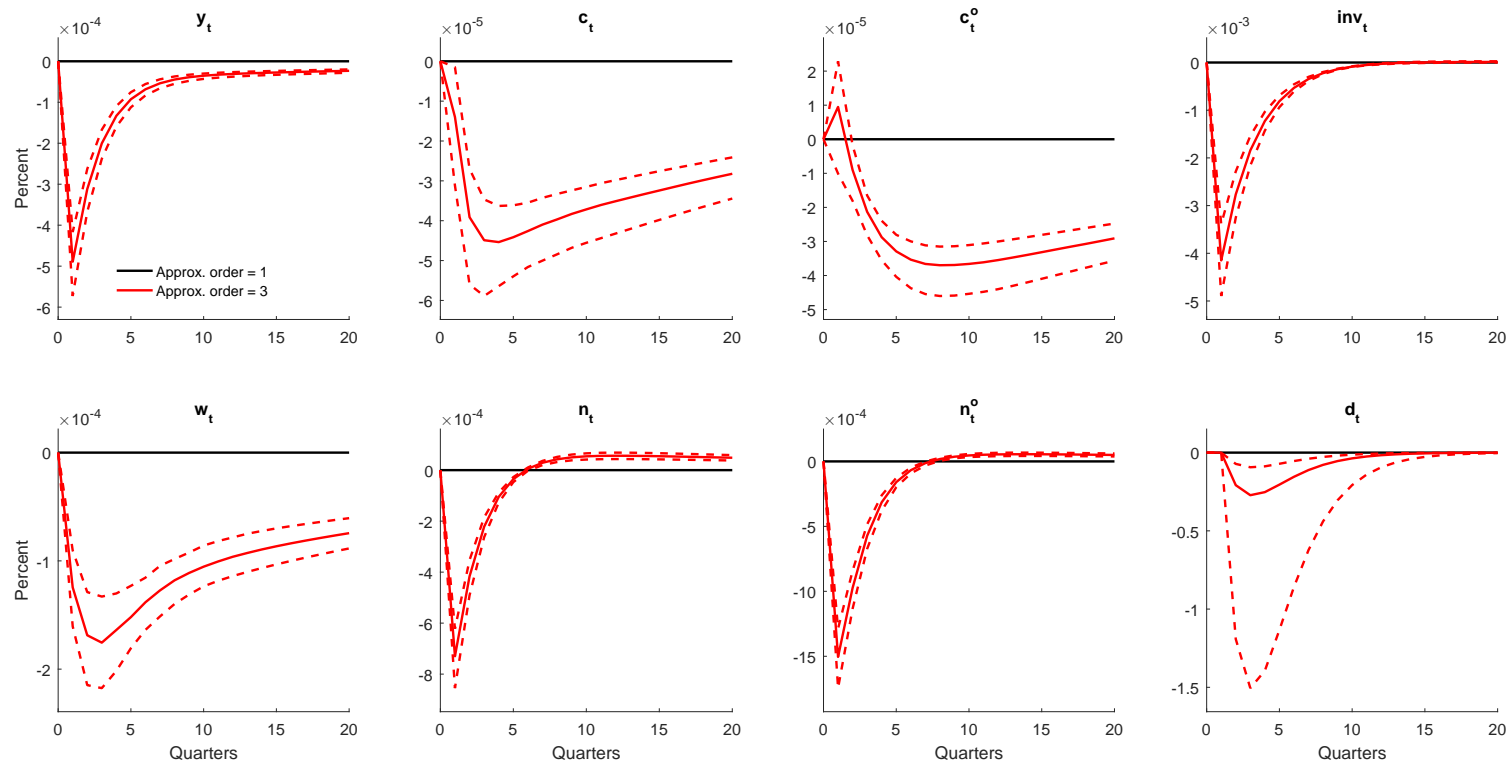 y_t
×10^-4
Percent
0
-1
-2
-3
-4
-5
-6
Approx. order = 1
Approx. order = 3
0 5 10 15 20
c_t
×10^-5
0
-1
-2
-3
-4
-5
-6
0 5 10 15 20
c_t^o
×10^-5
2
1
0
-1
-2
-3
-4
-5
0 5 10 15 20
inv_t
×10^-3
0
-1
-2
-3
-4
-5
0 5 10 15 20
w_t
×10^-4
Percent
0
-1
-2
0 5 10 15 20
Quarters
n_t
×10^-4
0
-2
-4
-6
-8
0 5 10 15 20
Quarters
n_t^o
×10^-4
0
-5
-10
-15
0 5 10 15 20
Quarters
d_t
0
-0.5
-1
-1.5
0 5 10 15 20
Quarters